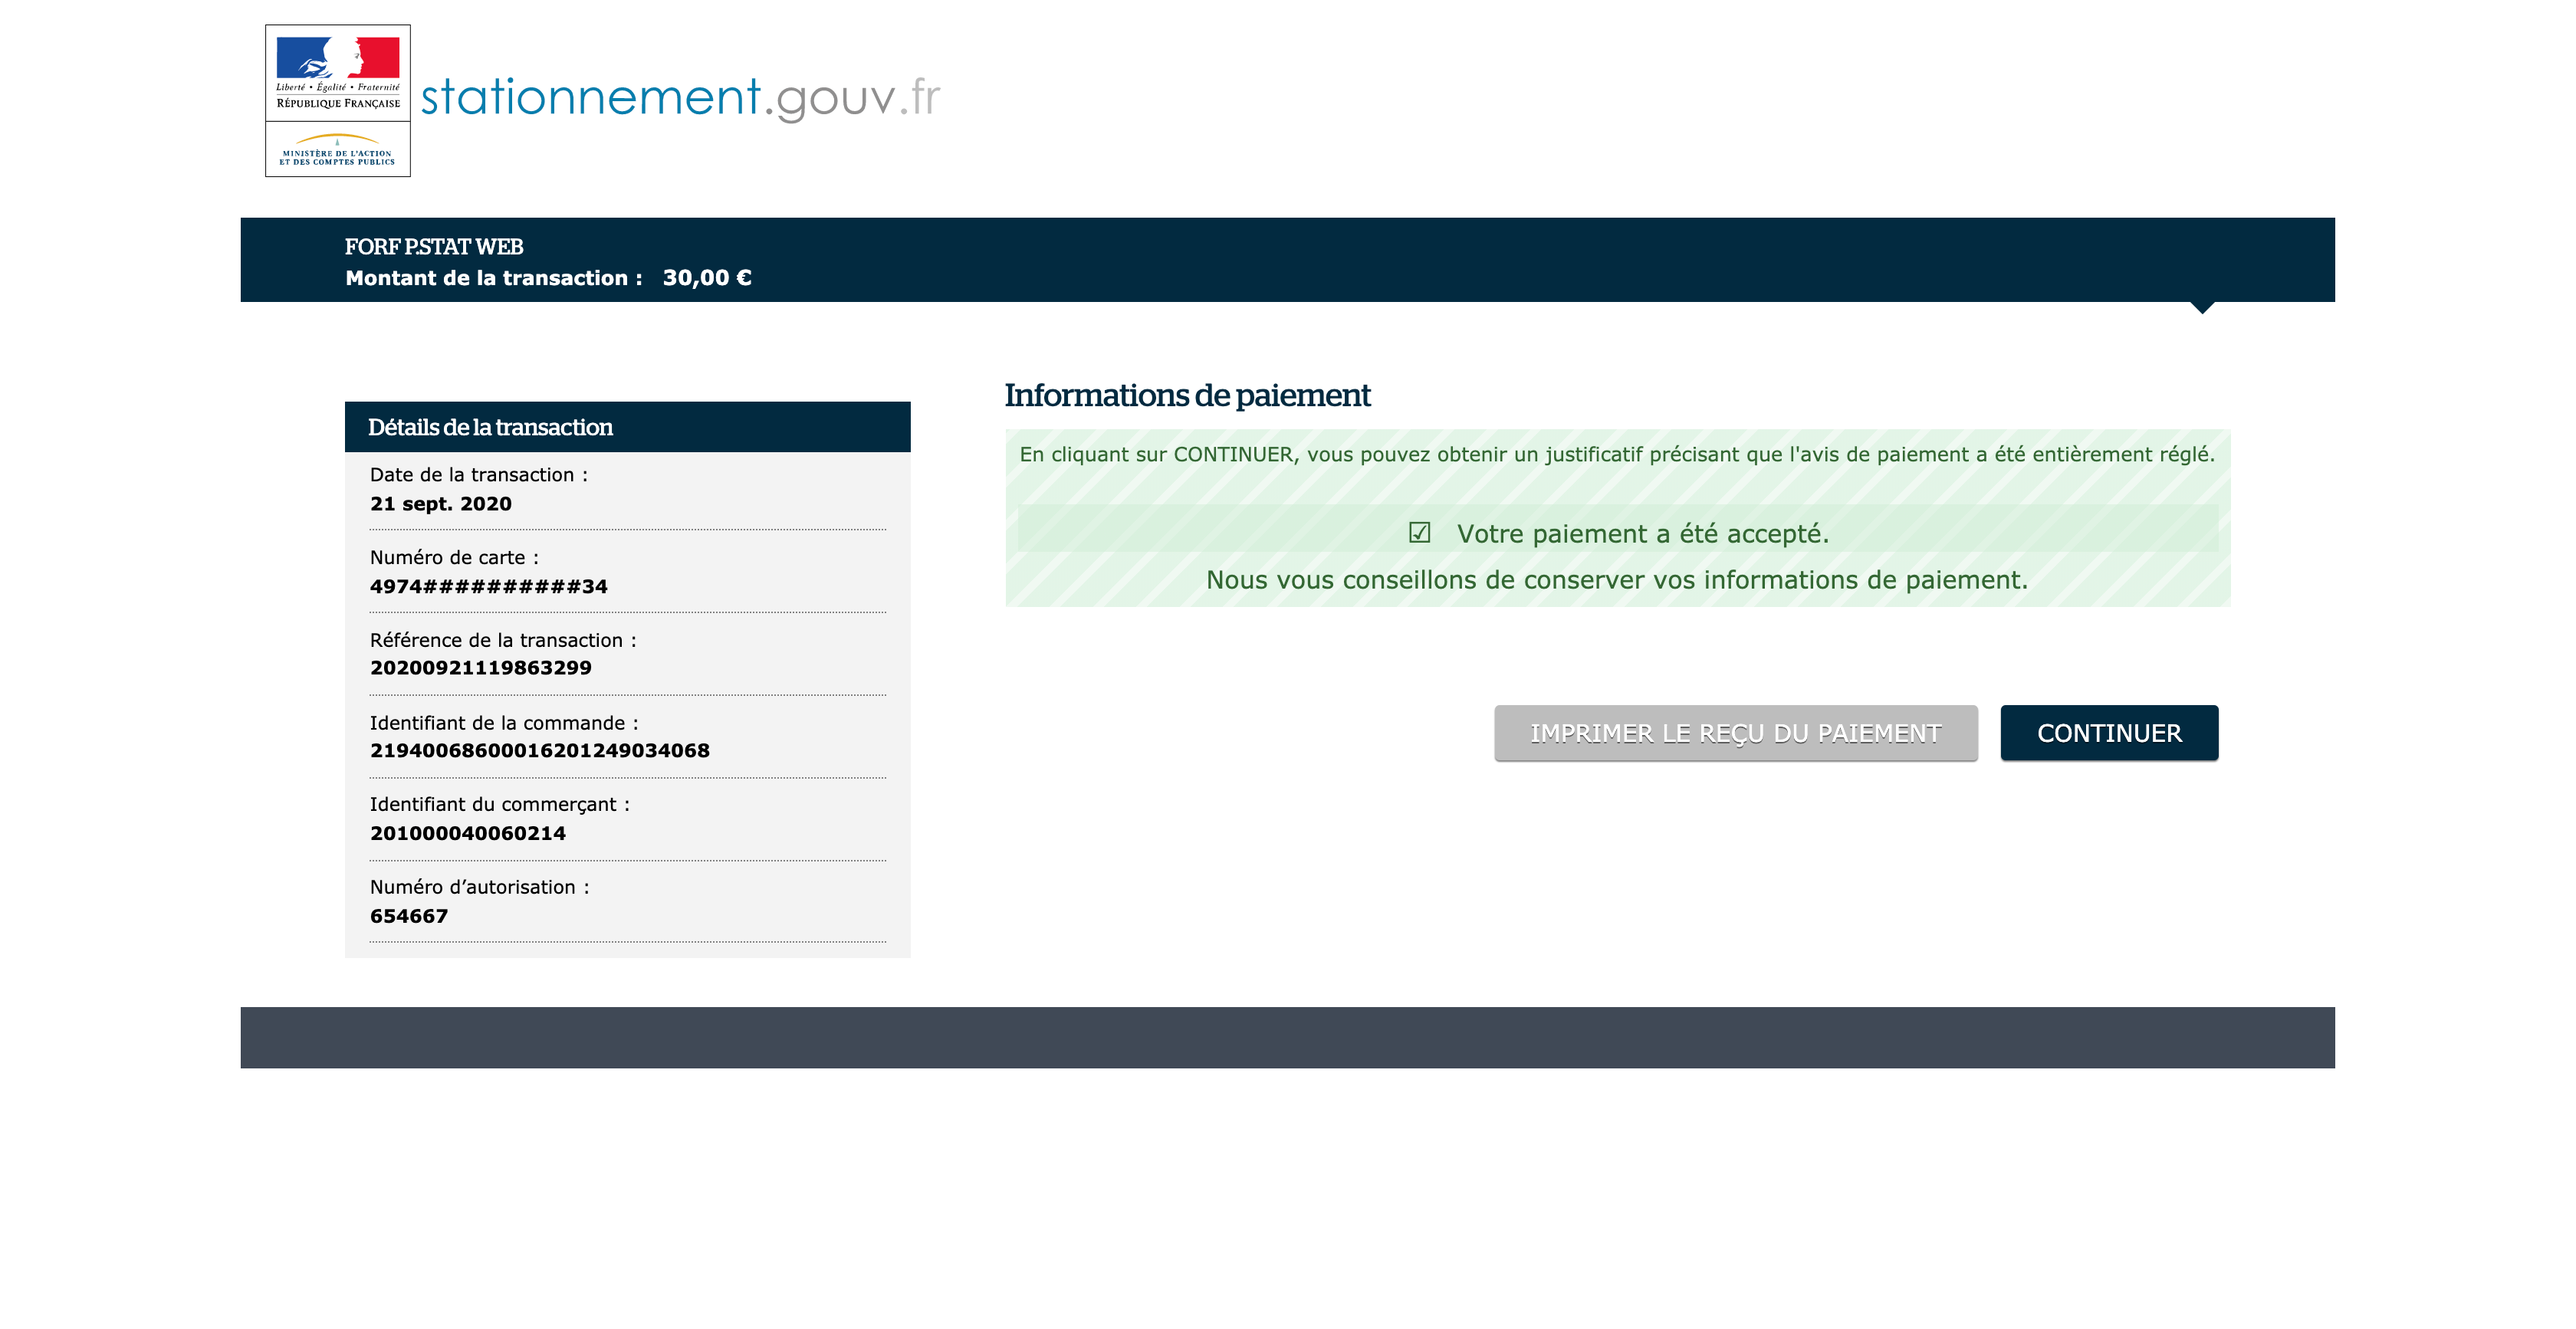 Liberté • Égalité • Fraternité
RÉPUBLIQUE FRANÇAISE
MINISTÈRE DE L'ACTION
ET DES COMPTES PUBLICS
stationnement.gouv.fr
FORF P.STAT WEB
Montant de la transaction : 30,00 €
Détails de la transaction
Date de la transaction :
21 sept. 2020
Numéro de carte :
4974##########34
Référence de la transaction :
20200921119863299
Identifiant de la commande :
21940068600016201249034068
Identifiant du commerçant :
201000040060214
Numéro d’autorisation :
654667
Informations de paiement
En cliquant sur CONTINUER, vous pouvez obtenir un justificatif précisant que l'avis de paiement a été entièrement réglé.
☑ Votre paiement a été accepté.
Nous vous conseillons de conserver vos informations de paiement.
IMPRIMER LE REÇU DU PAIEMENT
CONTINUER